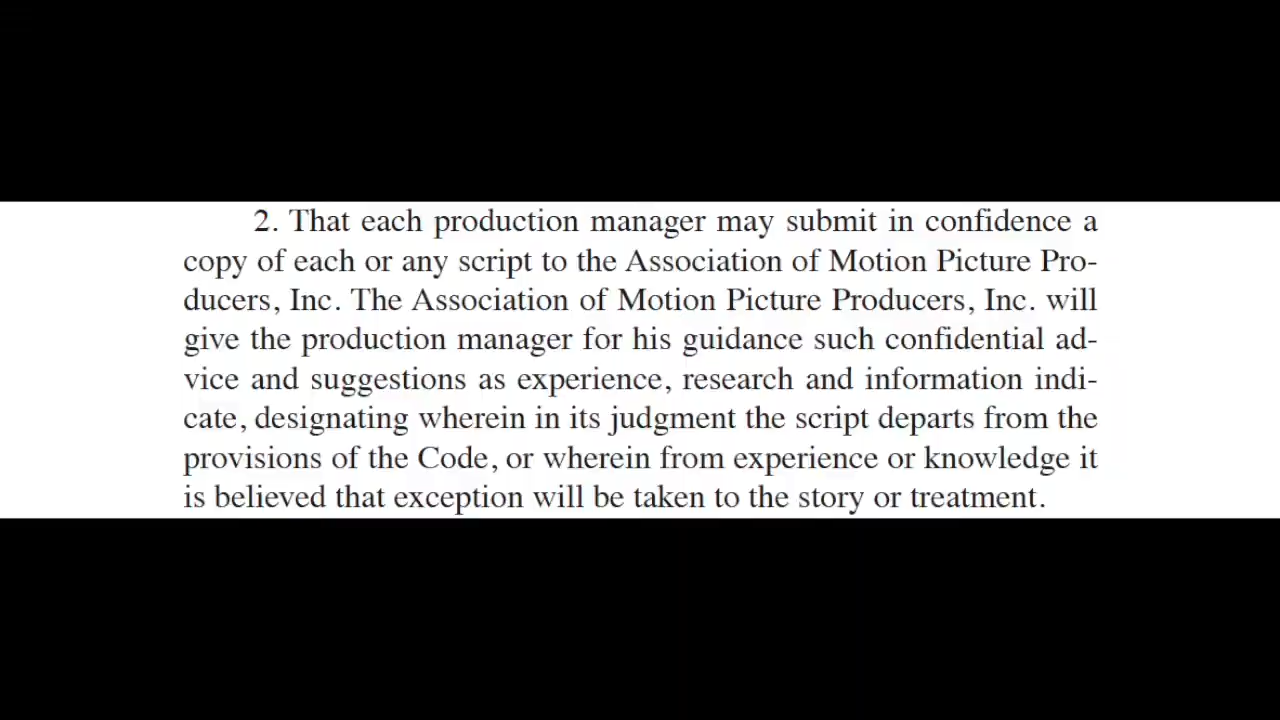 2. That each production manager may submit in confidence a
copy of each or any script to the Association of Motion Picture Pro-
ducers, Inc. The Association of Motion Picture Producers, Inc. will
give the production manager for his guidance such confidential ad-
vice and suggestions as experience, research and information indi-
cate, designating wherein in its judgment the script departs from the
provisions of the Code, or wherein from experience or knowledge it
is believed that exception will be taken to the story or treatment.